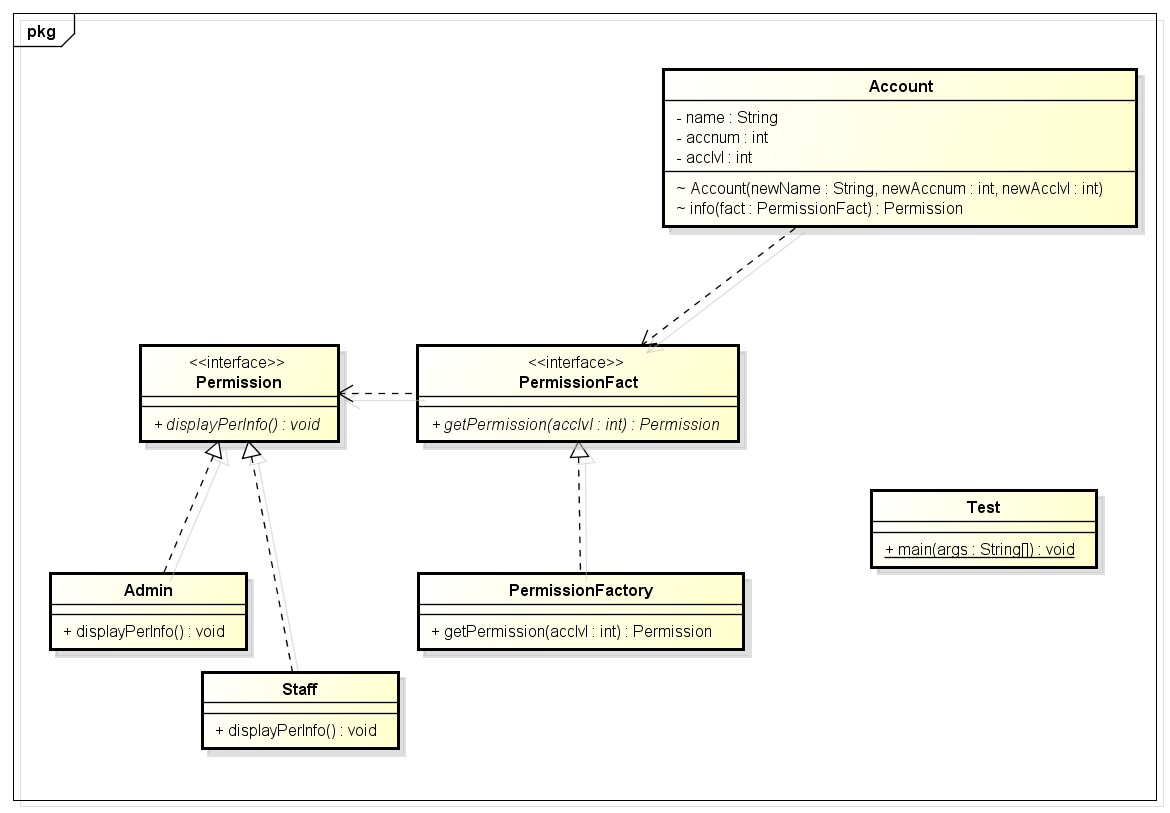 pkg
Account
- name : String
- accnum : int
- acclvl : int
~ Account(newName : String, newAccnum : int, newAcclvl : int)
~ info(fact : PermissionFact) : Permission
<<interface>>
Permission
+ displayPerInfo() : void
<<interface>>
PermissionFact
+ getPermission(acclvl : int) : Permission
Test
+ main(args : String[]) : void
Admin
+ displayPerInfo() : void
PermissionFactory
+ getPermission(acclvl : int) : Permission
Staff
+ displayPerInfo() : void